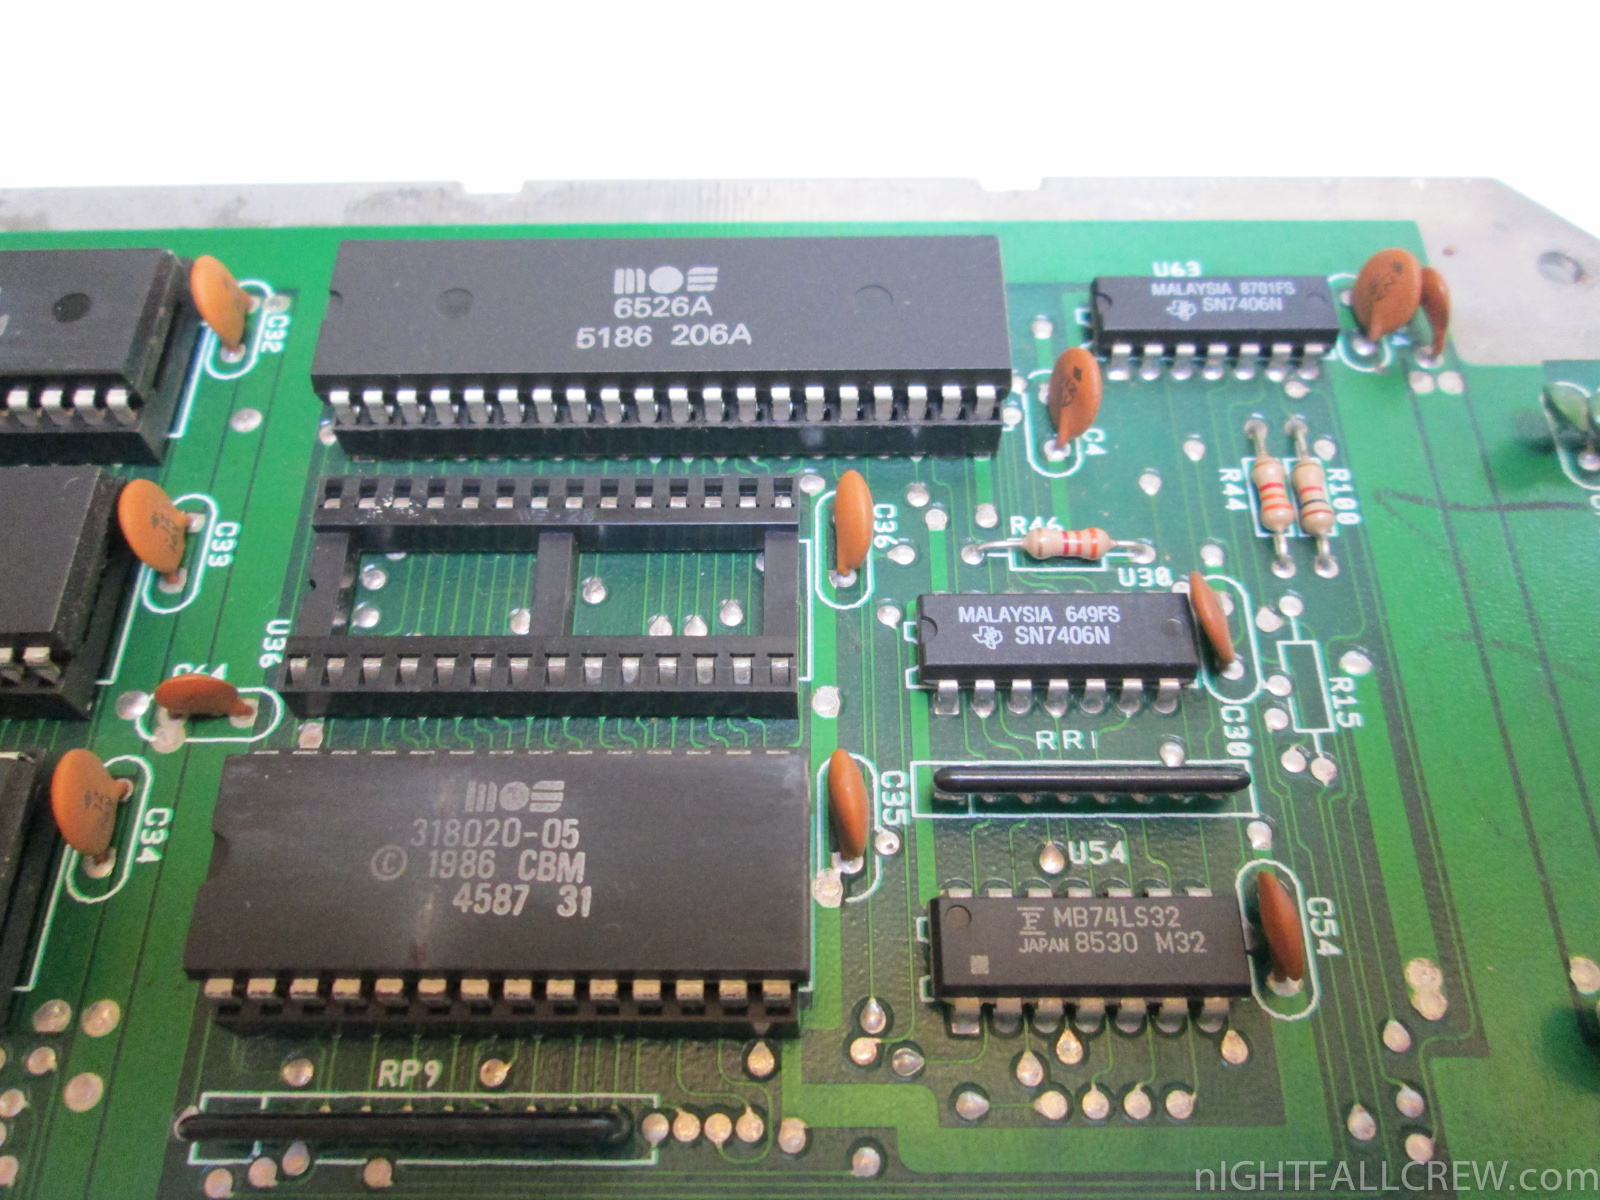 mos
6526A
5186 206A
U63
MALAYSIA 8701FS
SN7406N
C32
C4
R44
R100
C33
C36
R46
U30
MALAYSIA 649FS
SN7406N
U36
C64
R15
C30
RR1
C34
C35
mos
318020-05
© 1986 CBM
4587 31
U54
MB74LS32
JAPAN 8530 M32
C54
RP9
nIGHTFALLCREW.com